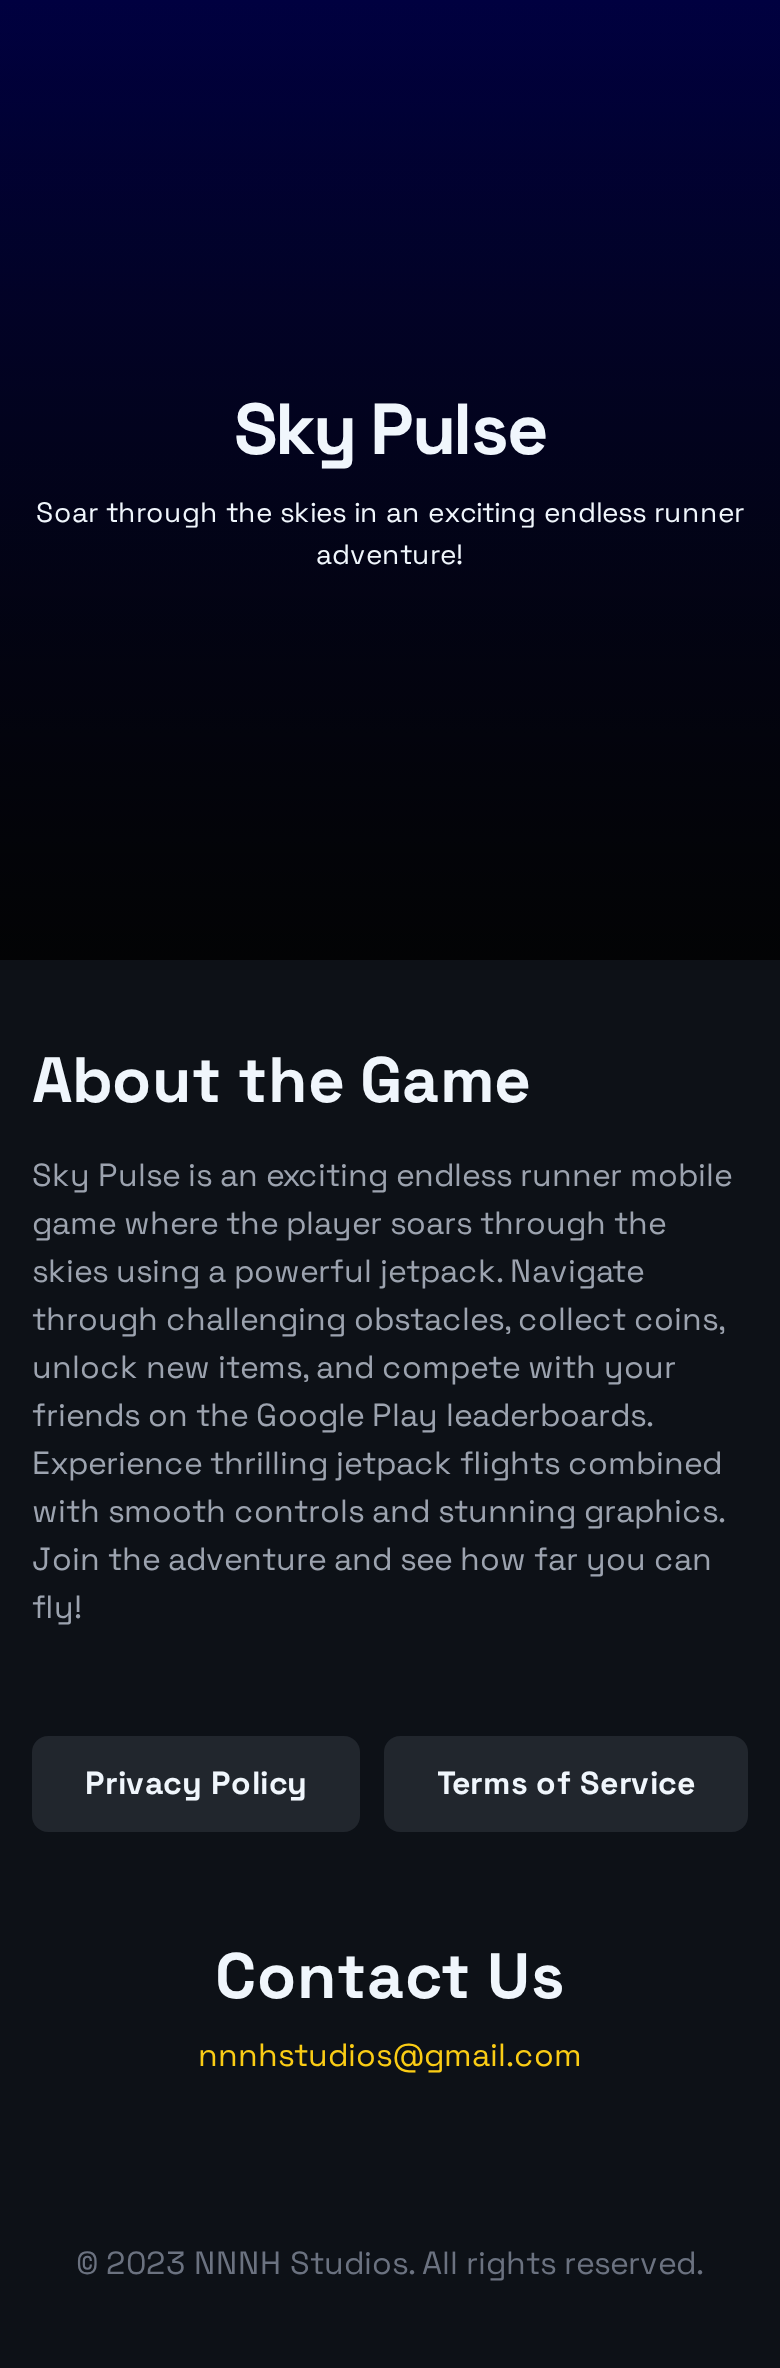 Sky Pulse
Soar through the skies in an exciting endless runner
adventure!
About the Game
Sky Pulse is an exciting endless runner mobile
game where the player soars through the
skies using a powerful jetpack. Navigate
through challenging obstacles, collect coins,
unlock new items, and compete with your
friends on the Google Play leaderboards.
Experience thrilling jetpack flights combined
with smooth controls and stunning graphics.
Join the adventure and see how far you can
fly!
Privacy Policy
Terms of Service
Contact Us
nnnhstudios@gmail.com
© 2023 NNNH Studios. All rights reserved.